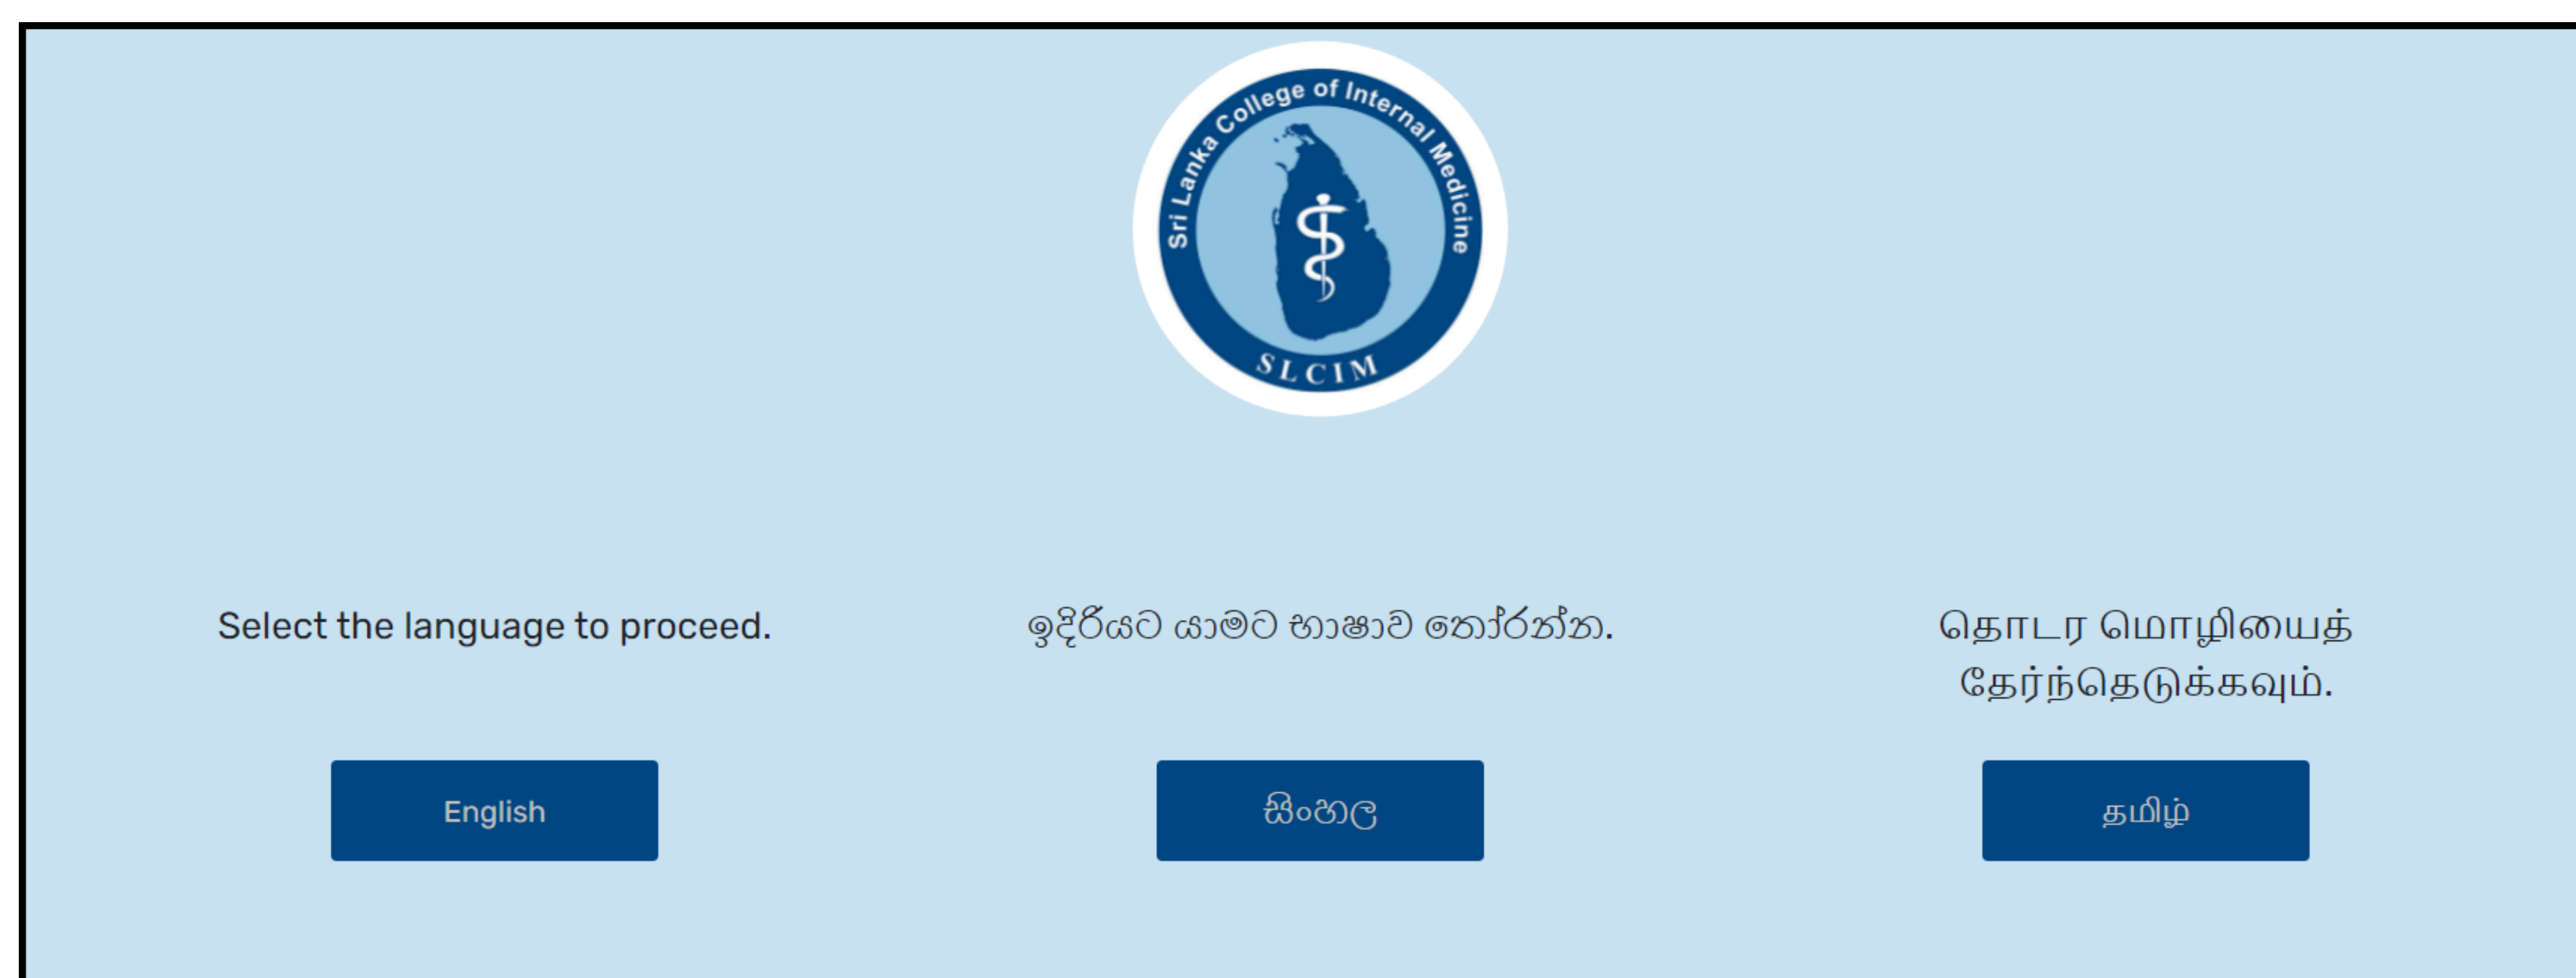 Sri Lanka College of Internal Medicine
SLCIM
Select the language to proceed.
ඉදිරියට යාමට භාෂාව තෝරන්න.
தொடர மொழியைத்
தேர்ந்தெடுக்கவும்.
English
සිංහල
தமிழ்